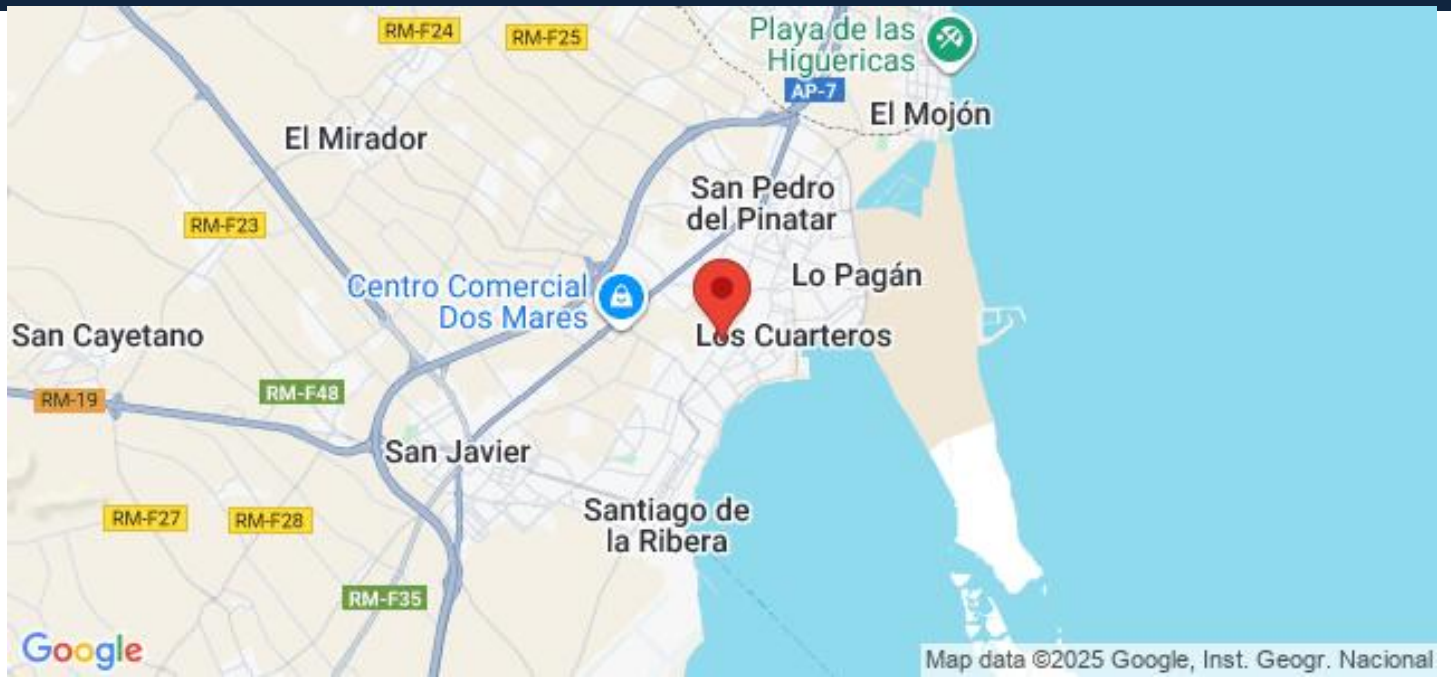 RM-F24
RM-F25
Playa de las
Higuericas
AP-7
El Mojón
El Mirador
San Pedro
del Pinatar
RM-F23
Lo Pagán
Centro Comercial
Dos Mares
San Cayetano
Los Cuarteros
RM-F48
RM-19
San Javier
Santiago de
la Ribera
RM-F27
RM-F28
RM-F35
Google
Map data ©2025 Google, Inst. Geogr. Nacional